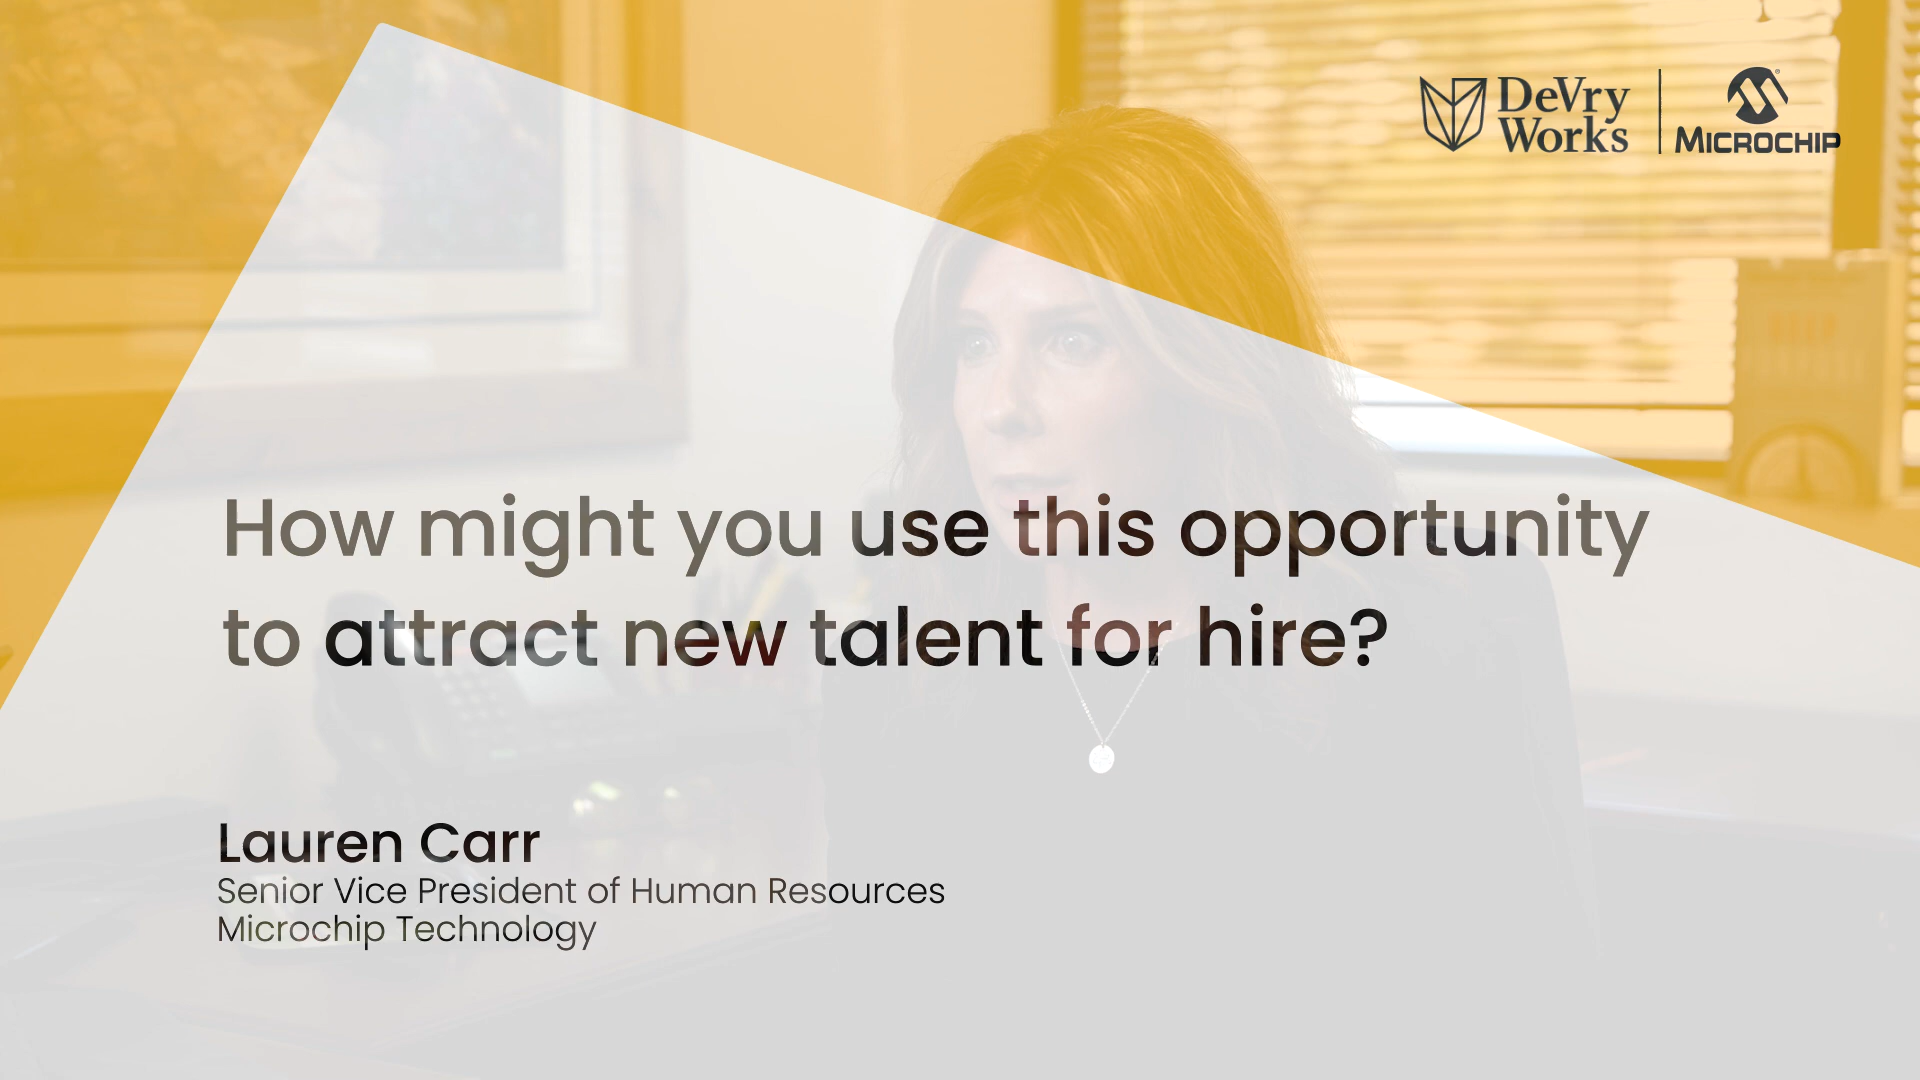 DeVry
Works
MICROCHIP
How might you use this opportunity
to attract new talent for hire?
Lauren Carr
Senior Vice President of Human Resources
Microchip Technology